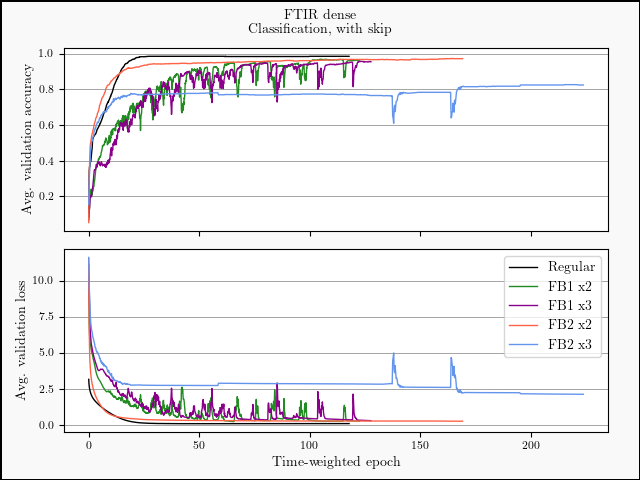 FTIR dense
Classification, with skip
1.0
0.8
0.6
0.4
0.2
Avg. validation accuracy
10.0
7.5
5.0
2.5
0.0
Avg. validation loss
Regular
FB1 x2
FB1 x3
FB2 x2
FB2 x3
0
50
100
150
200
Time-weighted epoch